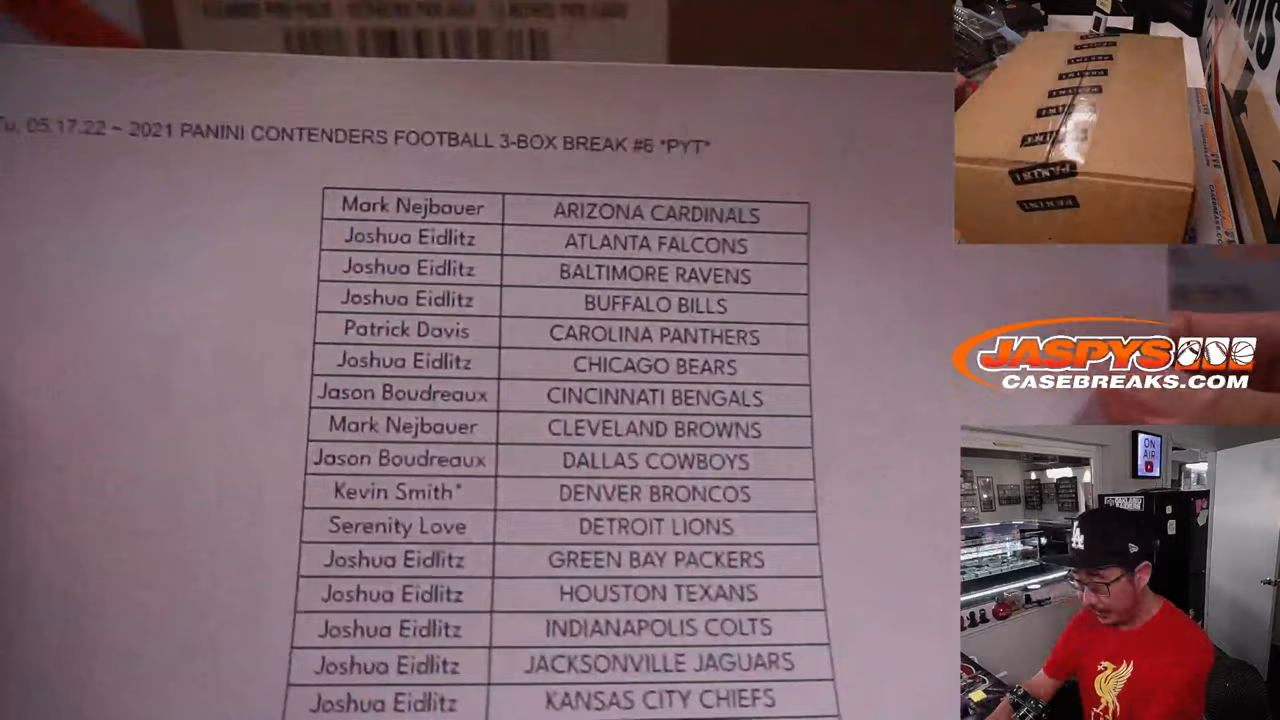 Tu, 05.17.22 ~ 2021 PANINI CONTENDERS FOOTBALL 3-BOX BREAK #6 *PYT*
Mark Nejbauer ARIZONA CARDINALS
Joshua Eidlitz ATLANTA FALCONS
Joshua Eidlitz BALTIMORE RAVENS
Joshua Eidlitz BUFFALO BILLS
Patrick Davis CAROLINA PANTHERS
Joshua Eidlitz CHICAGO BEARS
Jason Boudreaux CINCINNATI BENGALS
Mark Nejbauer CLEVELAND BROWNS
Jason Boudreaux DALLAS COWBOYS
Kevin Smith* DENVER BRONCOS
Serenity Love DETROIT LIONS
Joshua Eidlitz GREEN BAY PACKERS
Joshua Eidlitz HOUSTON TEXANS
Joshua Eidlitz INDIANAPOLIS COLTS
Joshua Eidlitz JACKSONVILLE JAGUARS
Joshua Eidlitz KANSAS CITY CHIEFS
PANINI
PANINI
JASPYS
CASEBREAKS.COM
ON
AIR
LA